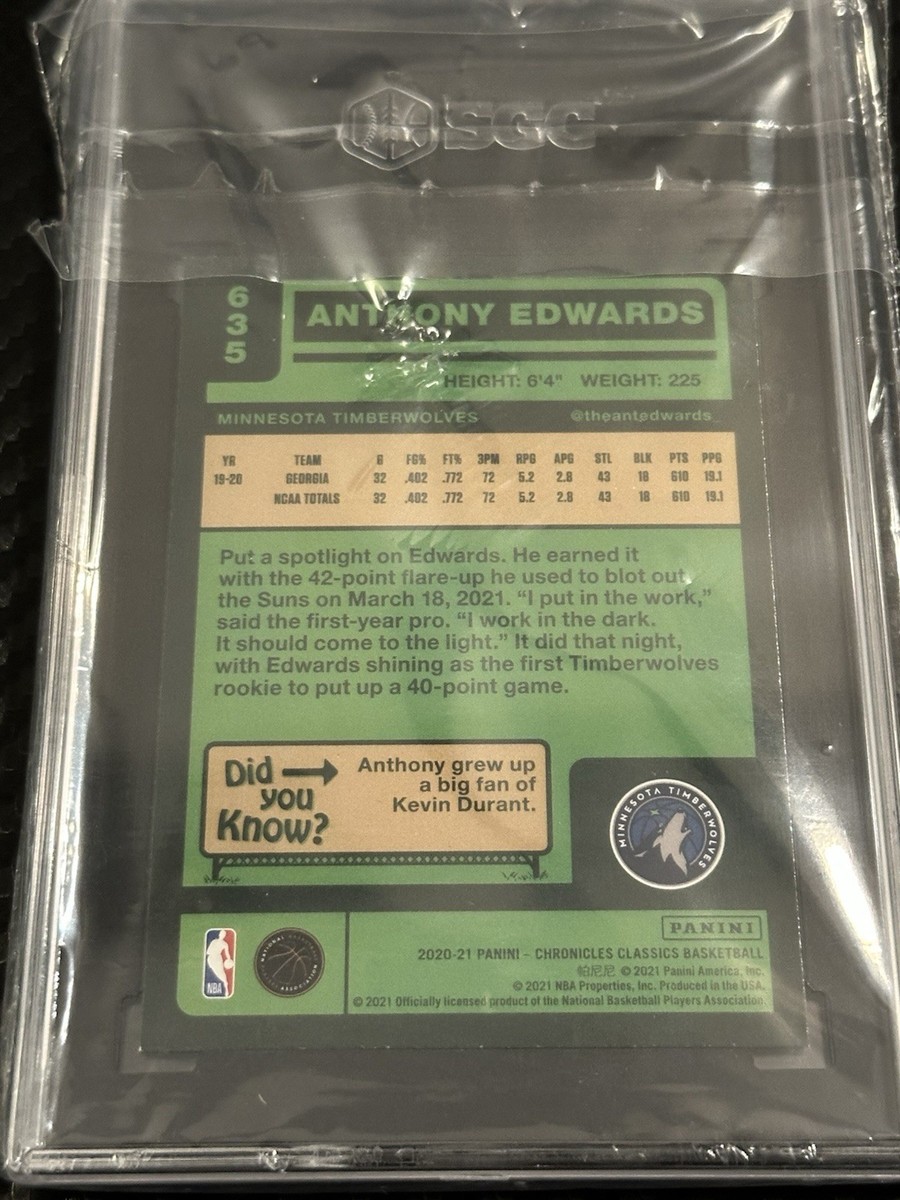 SGC
635
ANTHONY EDWARDS
HEIGHT: 6'4" WEIGHT: 225
MINNESOTA TIMBERWOLVES @theantedwards
YR TEAM G FG% FT% 3PM RPG APG STL BLK PTS PPG
19-20 GEORGIA 32 .402 .772 72 5.2 2.8 43 18 610 19.1
NCAA TOTALS 32 .402 .772 72 5.2 2.8 43 18 610 19.1
Put a spotlight on Edwards. He earned it
with the 42-point flare-up he used to blot out
the Suns on March 18, 2021. “I put in the work,”
said the first-year pro. “I work in the dark.
It should come to the light.” It did that night,
with Edwards shining as the first Timberwolves
rookie to put up a 40-point game.
Did
you
Know?
Anthony grew up
a big fan of
Kevin Durant.
MINNESOTA TIMBERWOLVES
NBA
PANINI
2020-21 PANINI – CHRONICLES CLASSICS BASKETBALL
帕尼尼 © 2021 Panini America, Inc.
© 2021 NBA Properties, Inc. Produced in the USA.
© 2021 Officially licensed product of the National Basketball Players Association.